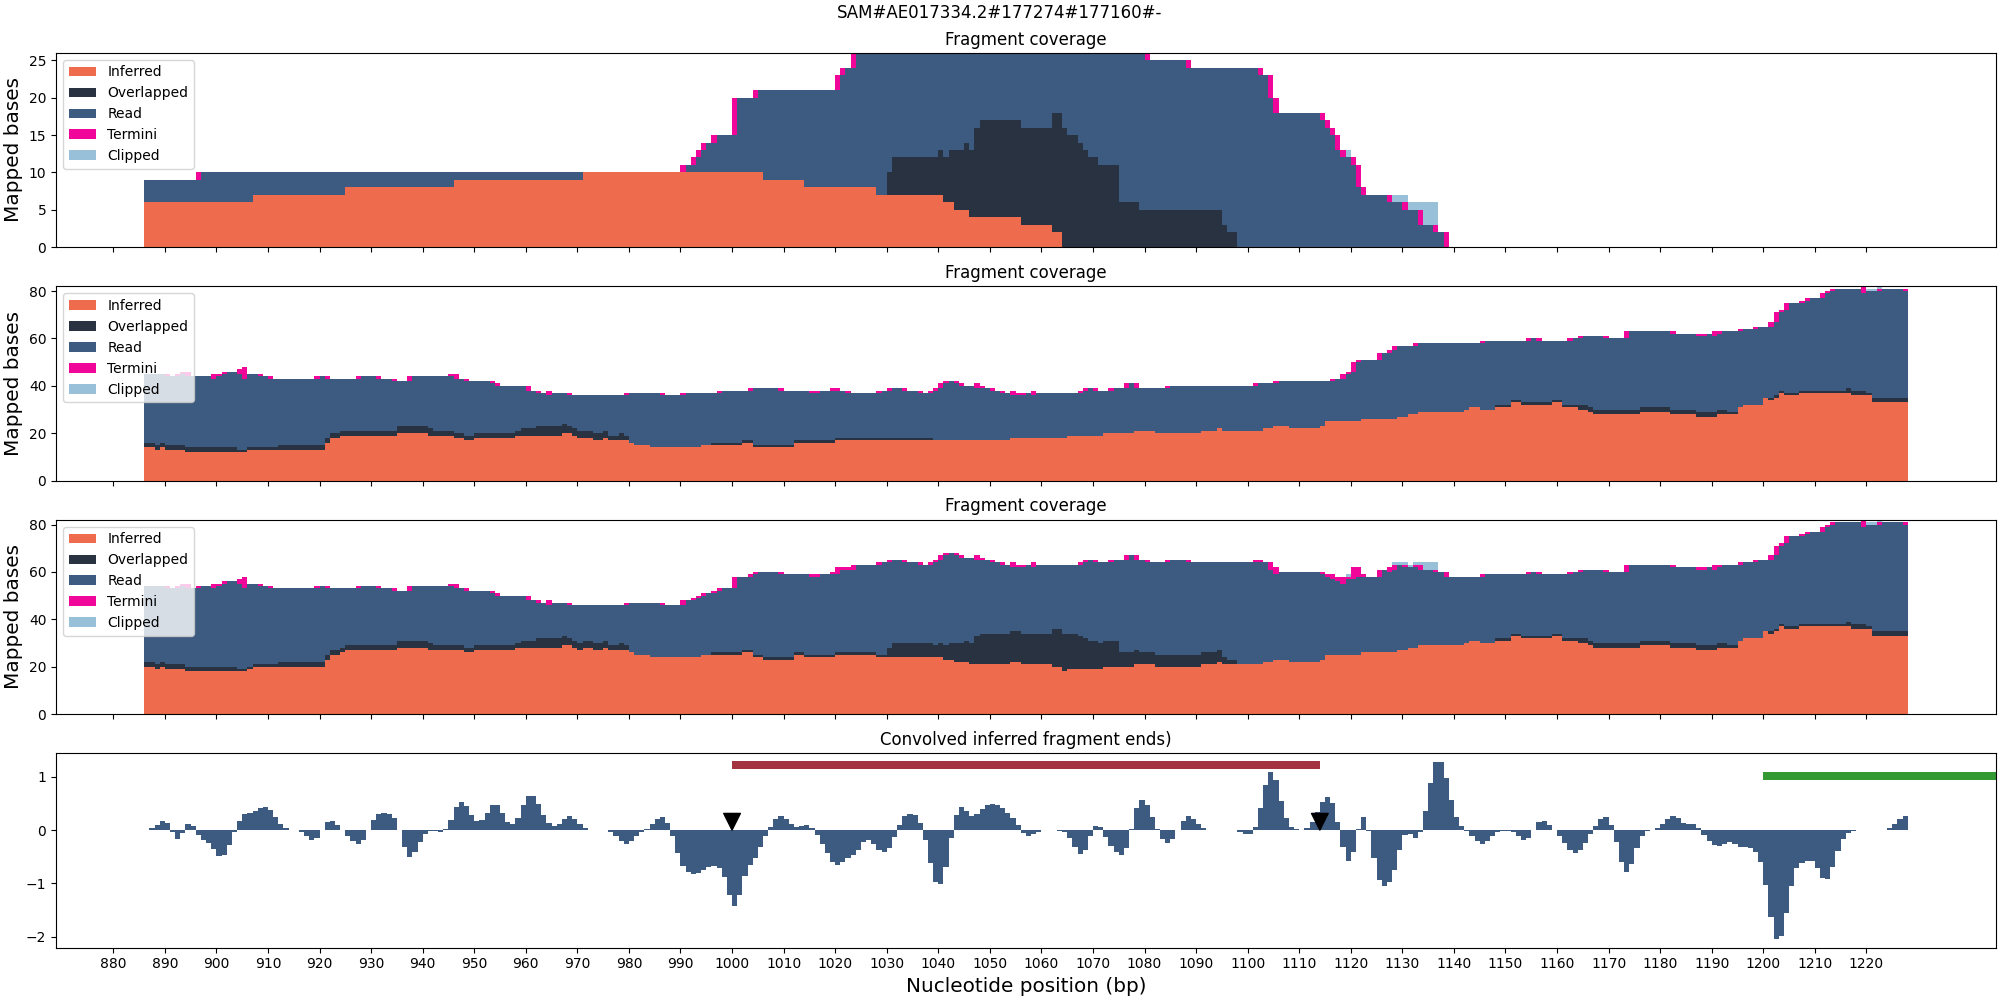 SAM#AE017334.2#177274#177160#-
Fragment coverage
25
20
15
10
5
0
Mapped bases
Inferred
Overlapped
Read
Termini
Clipped
Fragment coverage
80
60
40
20
0
Mapped bases
Inferred
Overlapped
Read
Termini
Clipped
Fragment coverage
80
60
40
20
0
Mapped bases
Inferred
Overlapped
Read
Termini
Clipped
Convolved inferred fragment ends)
1
0
−1
−2
880 890 900 910 920 930 940 950 960 970 980 990 1000 1010 1020 1030 1040 1050 1060 1070 1080 1090 1100 1110 1120 1130 1140 1150 1160 1170 1180 1190 1200 1210 1220
Nucleotide position (bp)